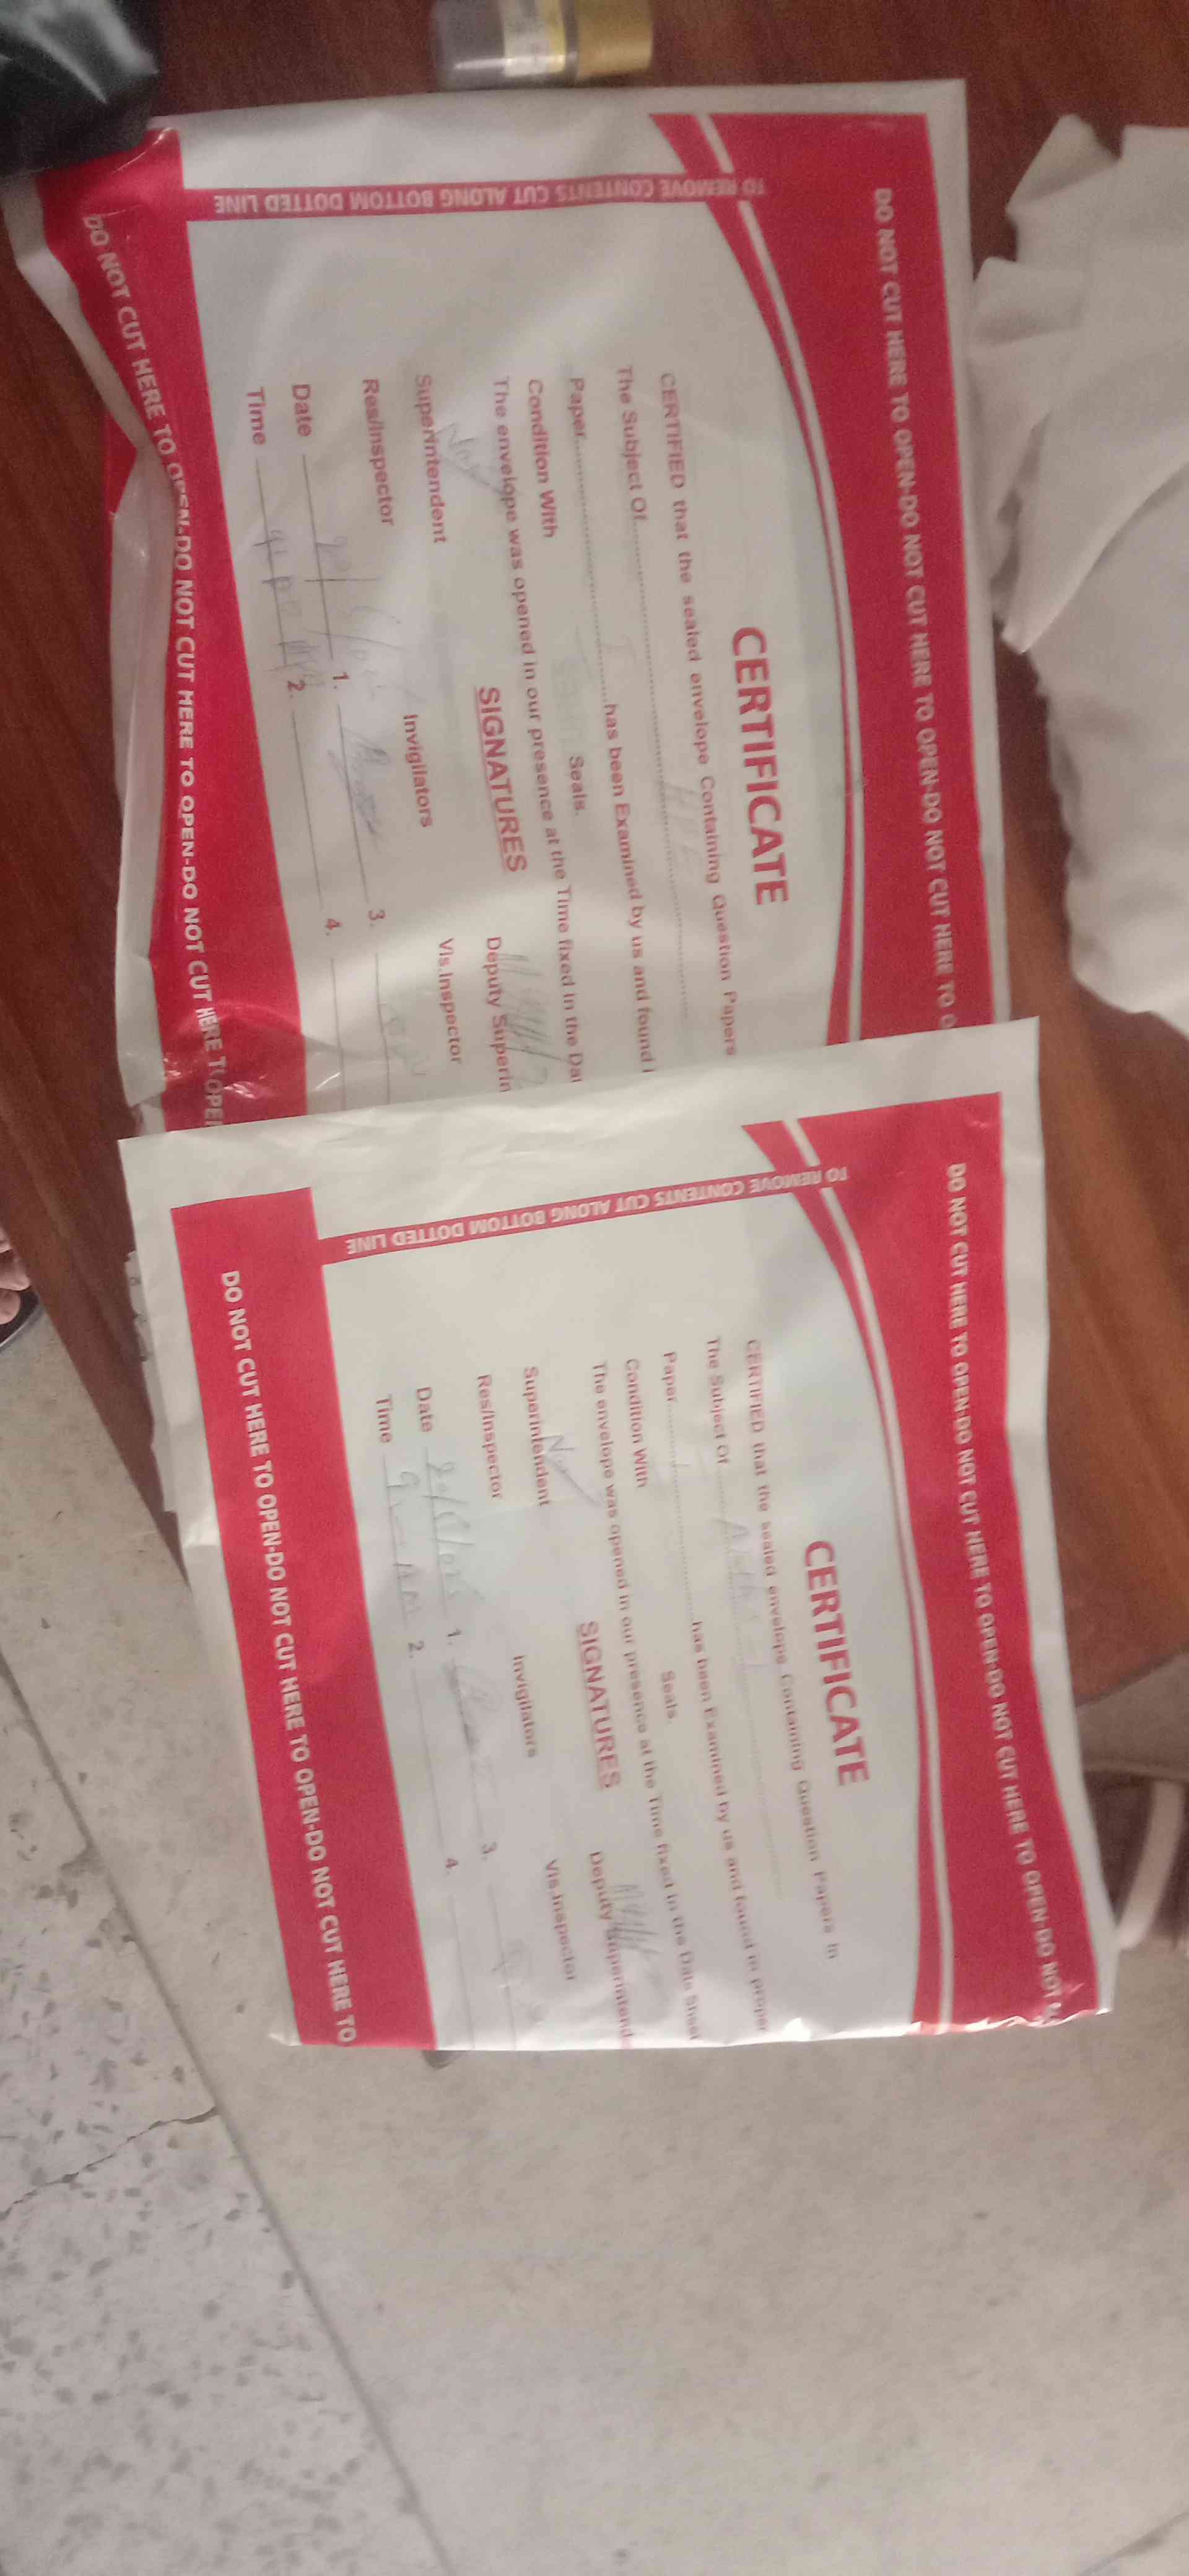 DO NOT CUT HERE TO OPEN-DO NOT CUT HERE TO OPEN-DO NOT CUT HERE TO OPEN-DO NOT CUT HERE TO O
TO REMOVE CONTENTS CUT ALONG BOTTOM DOTTED LINE
CERTIFICATE
CERTIFIED that the sealed envelope Containing Question Papers
The Subject Of
Paper has been Examined by us and found
Condition With Seals.
The envelope was opened in our presence at the Time fixed in the Da
SIGNATURES
Superintendent Deputy Superin
Res/Inspector Invigilators Vis.Inspector
Date 1. 3.
Time 2. 4.
DO NOT CUT HERE TO OPEN-DO NOT CUT HERE TO OPEN-DO NOT CUT HERE
DO NOT CUT HERE TO OPEN-DO NOT CUT HERE TO OPEN-DO NOT CUT HERE TO OPEN-DO NOT
TO REMOVE CONTENTS CUT ALONG BOTTOM DOTTED LINE
CERTIFICATE
CERTIFIED that the sealed envelope Containing Question Papers in
The Subject Of
Paper has been Examined by us and found in proper
Condition With Seals.
The envelope was opened in our presence at the Time fixed in the Date Sheet
SIGNATURES
Superintendent Deputy Superintend
Res/Inspector Invigilators Vis.Inspector
Date 1. 3.
Time 2. 4.
DO NOT CUT HERE TO OPEN-DO NOT CUT HERE TO OPEN-DO NOT CUT HERE TO